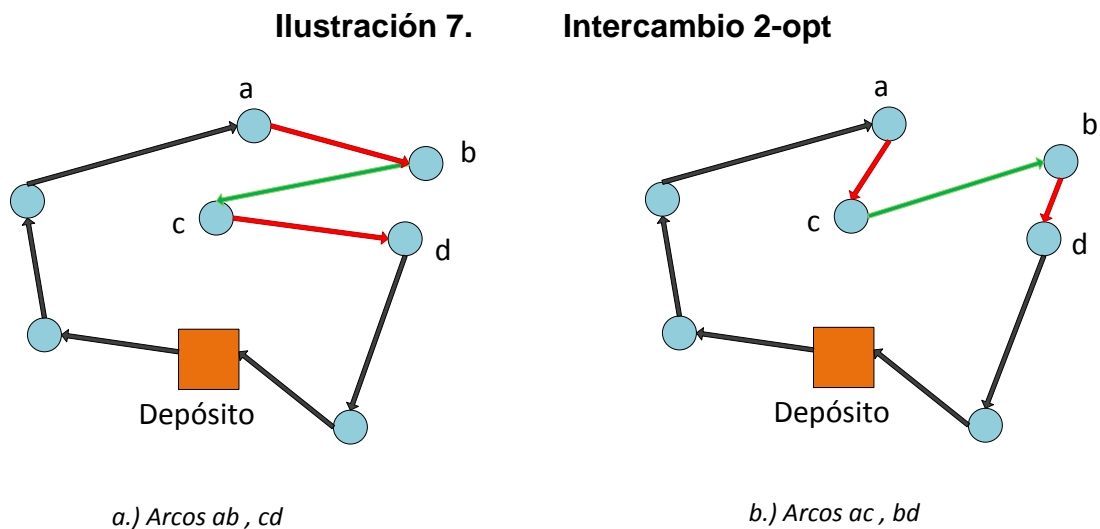 Ilustración 7. Intercambio 2-opt
a
b
c
d
Depósito
a.) Arcos ab , cd
a
b
c
d
Depósito
b.) Arcos ac , bd